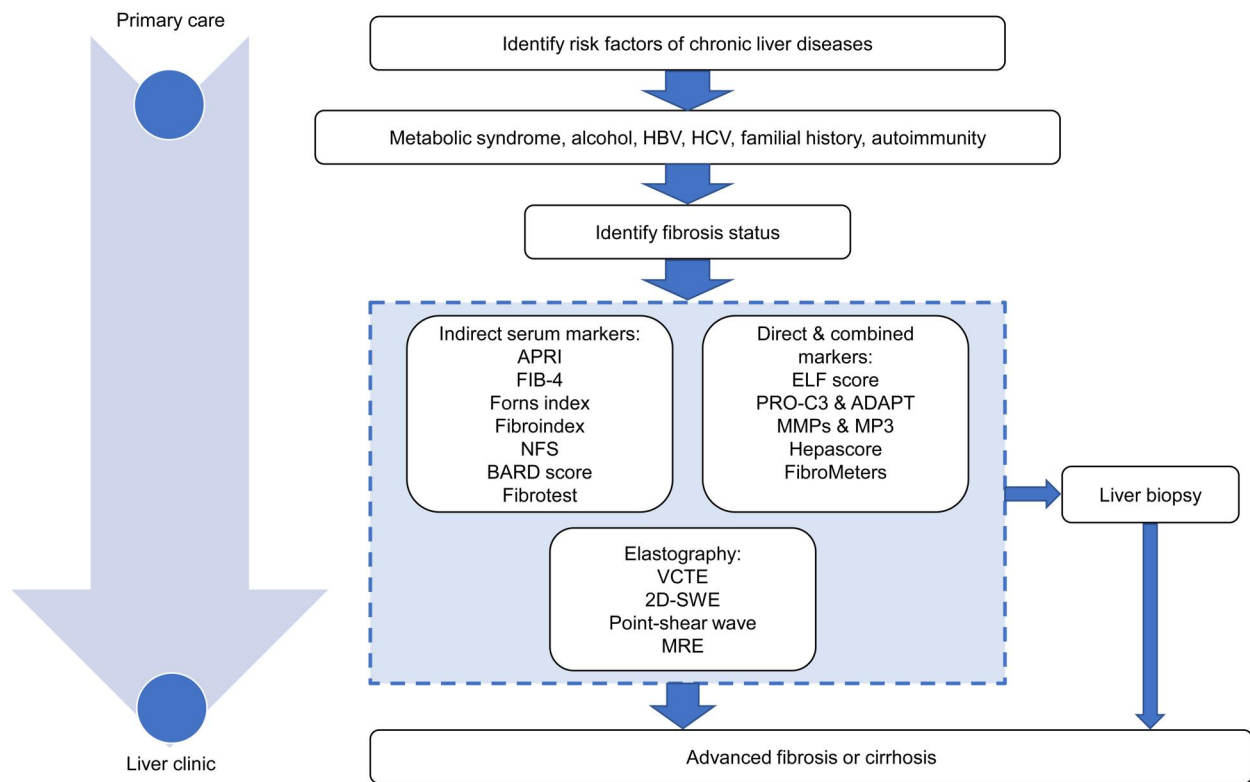 Primary care
Identify risk factors of chronic liver diseases
Metabolic syndrome, alcohol, HBV, HCV, familial history, autoimmunity
Identify fibrosis status
Indirect serum markers:
APRI
FIB-4
Forns index
Fibroindex
NFS
BARD score
Fibrotest
Direct & combined
markers:
ELF score
PRO-C3 & ADAPT
MMPs & MP3
Hepascore
FibroMeters
Liver biopsy
Elastography:
VCTE
2D-SWE
Point-shear wave
MRE
Liver clinic
Advanced fibrosis or cirrhosis